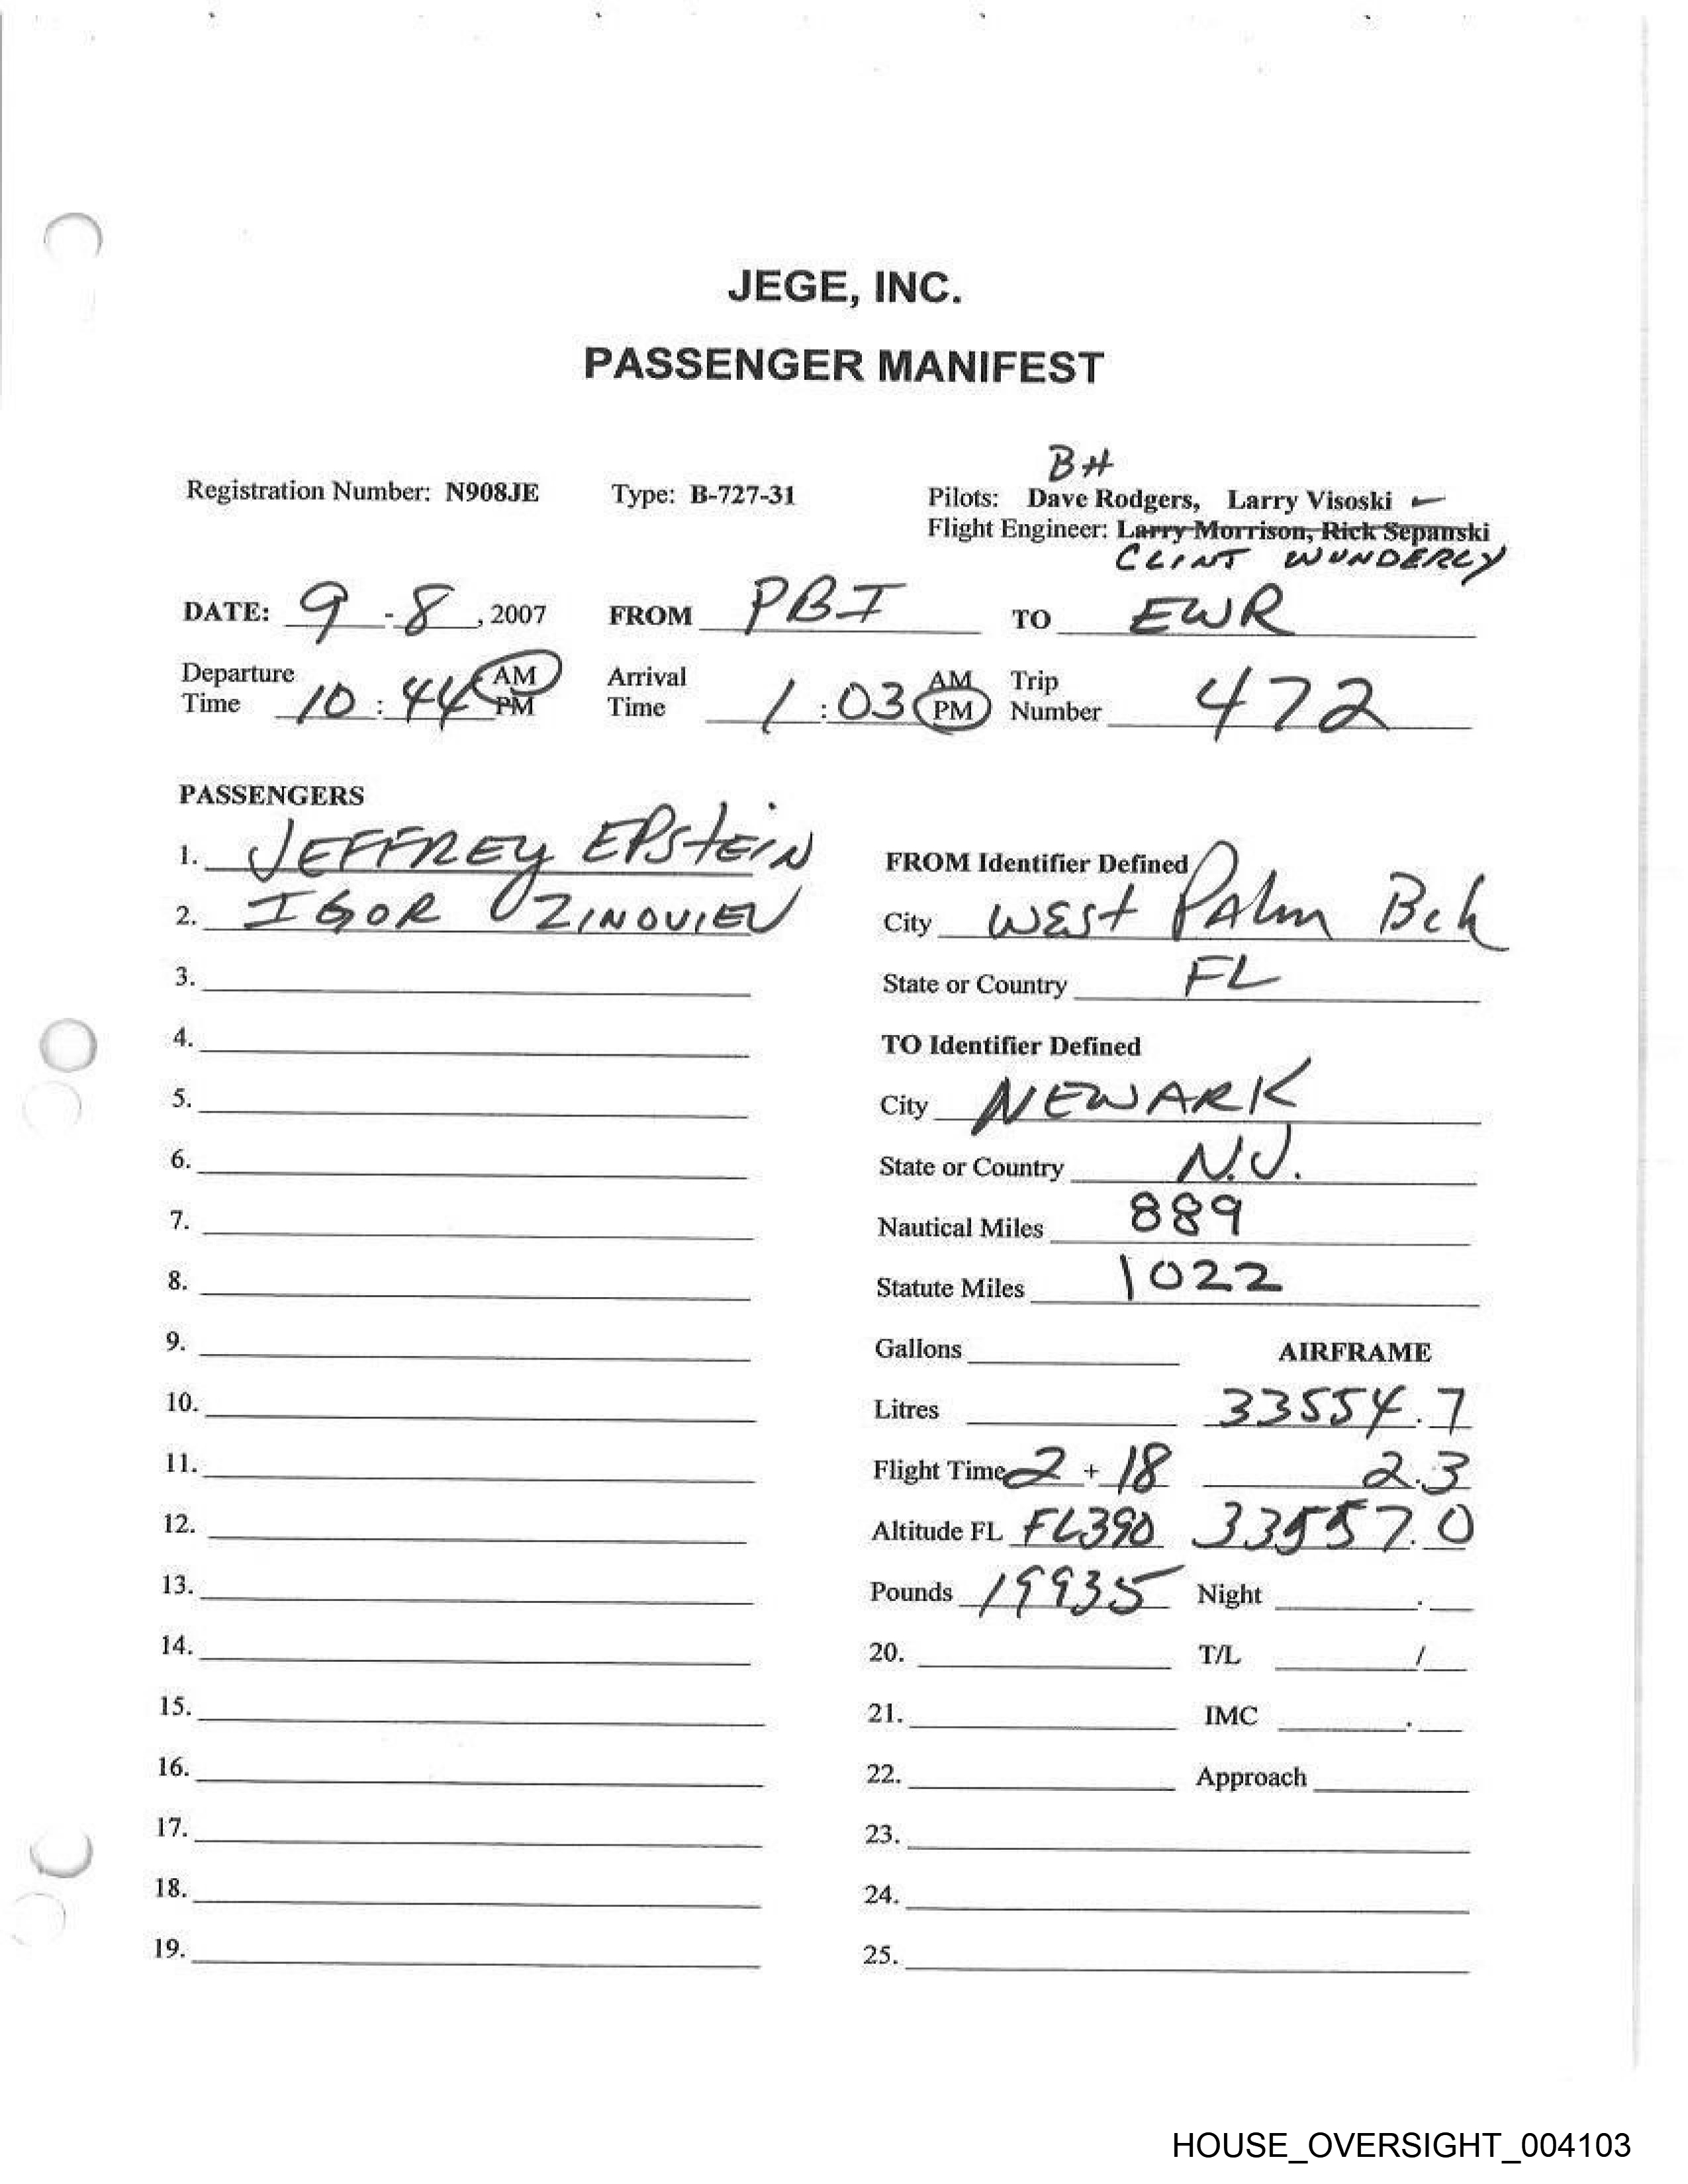 JEGE, INC.
PASSENGER MANIFEST
BH
Registration Number: N908JE Type: B-727-31 Pilots: Dave Rodgers, Larry Visoski
Flight Engineer: Larry Morrison, Rick Sepanski
CLINT WUNDERLY
DATE: 9 - 8, 2007 FROM PBI TO EWR
Departure Time 10:44 AM PM Arrival Time 1:03 AM PM Trip Number 472
PASSENGERS
1. JEFFREY EPSTEIN
2. IGOR ZINOVIEV
3.
4.
5.
6.
7.
8.
9.
10.
11.
12.
13.
14.
15.
16.
17.
18.
19.
FROM Identifier Defined
City WEST PALM Bch
State or Country FL
TO Identifier Defined
City NEWARK
State or Country N.J.
Nautical Miles 889
Statute Miles 1022
Gallons AIRFRAME
Litres 33554.7
Flight Time 2 + 18 2.3
Altitude FL FL390 33557.0
Pounds 19935 Night .
20. T/L /
21. IMC .
22. Approach
23.
24.
25.
HOUSE_OVERSIGHT_004103